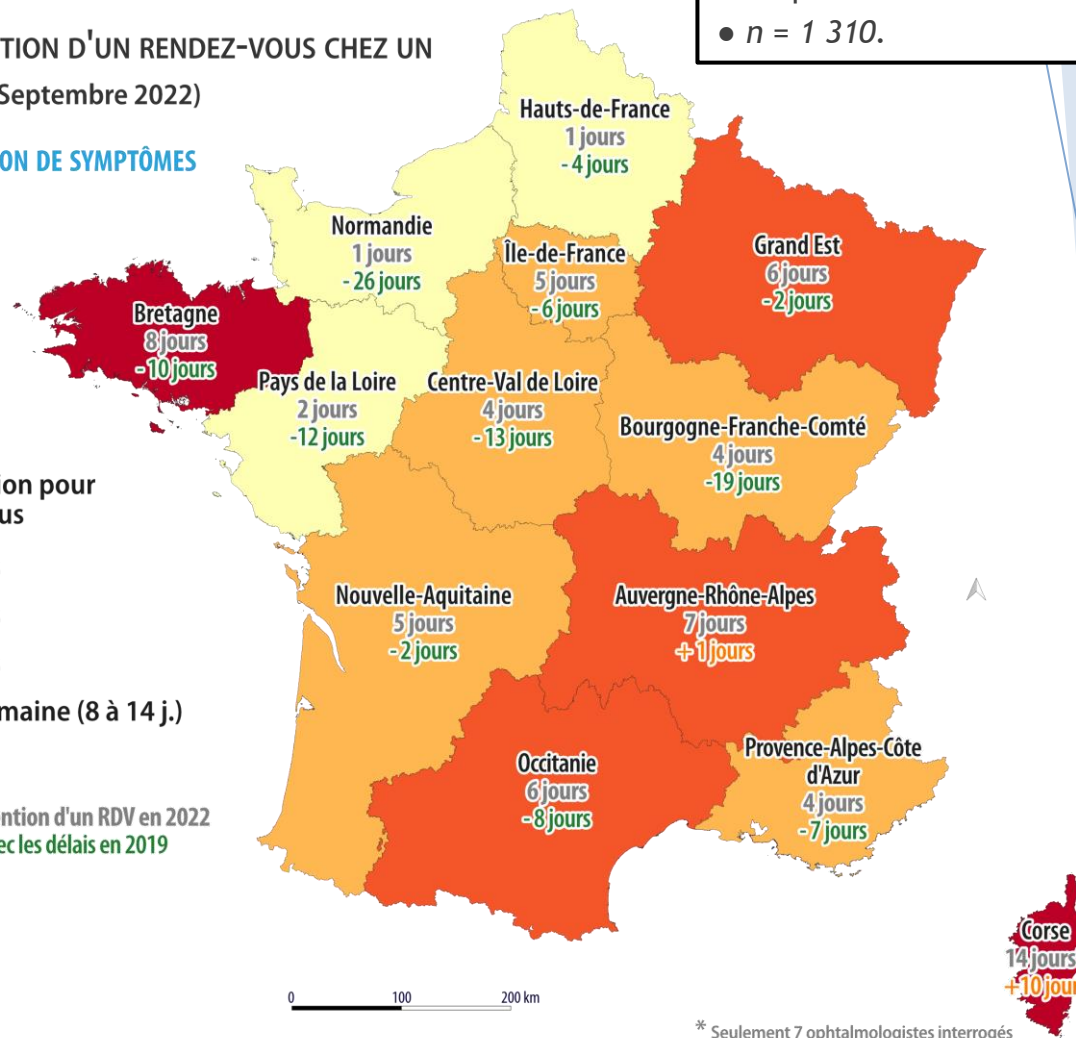 TION D'UN RENDEZ-VOUS CHEZ UN
Septembre 2022)
ON DE SYMPTÔMES
● n = 1 310.
Hauts-de-France
1 jours
- 4 jours
Normandie
1 jours
- 26 jours
Île-de-France
5 jours
- 6 jours
Grand Est
6 jours
- 2 jours
Bretagne
8 jours
- 10 jours
Pays de la Loire
2 jours
-12 jours
Centre-Val de Loire
4 jours
- 13 jours
Bourgogne-Franche-Comté
4 jours
-19 jours
ion pour
us
Nouvelle-Aquitaine
5 jours
- 2 jours
Auvergne-Rhône-Alpes
7 jours
+ 1 jours
maine (8 à 14 j.)
Occitanie
6 jours
- 8 jours
Provence-Alpes-Côte
d'Azur
4 jours
- 7 jours
ention d'un RDV en 2022
ec les délais en 2019
Corse
14 jours
+10 jour
0 100 200 km
* Seulement 7 ophtalmologistes interrogés